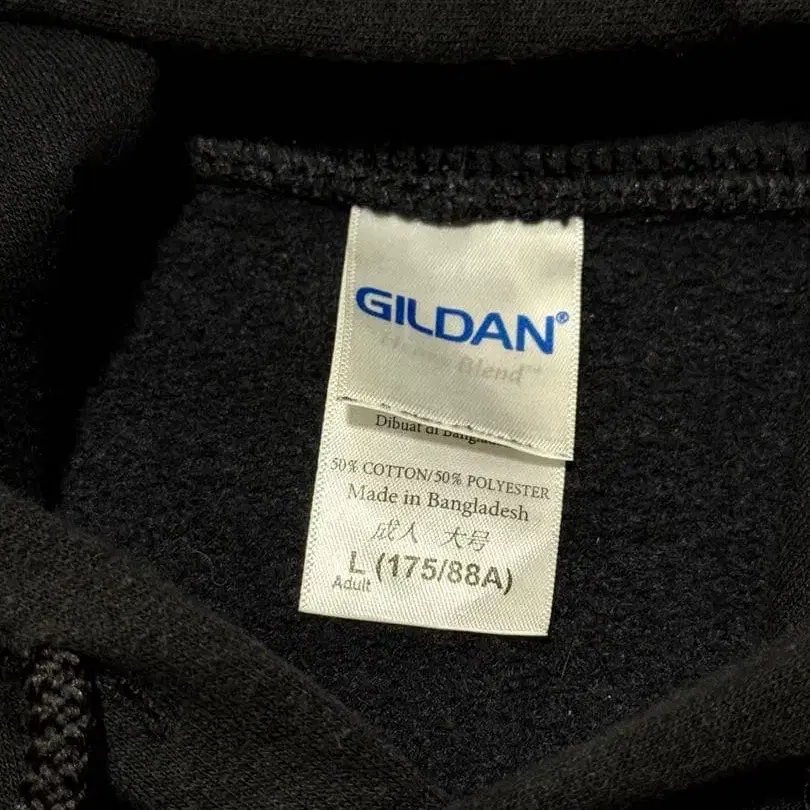 GILDAN®
Heavy Blend™
Dibuat di Bangladesh
50% COTTON/50% POLYESTER
Made in Bangladesh
成人 大号
L (175/88A)
Adult